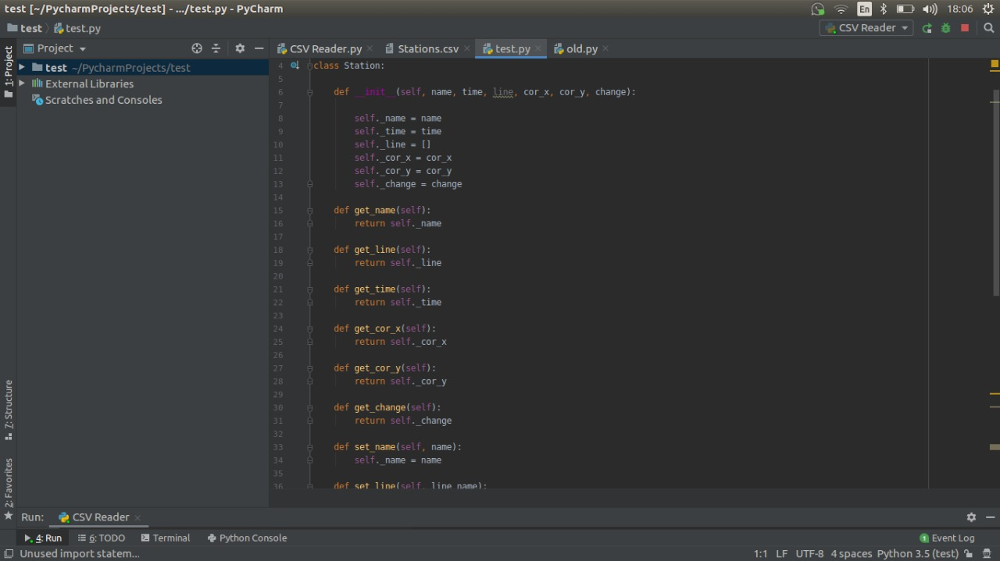 test [~/PycharmProjects/test] - .../test.py - PyCharm
En
18:06
test
test.py
CSV Reader
Project
CSV Reader.py
Stations.csv
test.py
old.py
1: Project
7: Structure
2: Favorites
test ~/PycharmProjects/test
External Libraries
Scratches and Consoles
4 class Station:
5
6 def __init__(self, name, time, line, cor_x, cor_y, change):
7
8 self._name = name
9 self._time = time
10 self._line = []
11 self._cor_x = cor_x
12 self._cor_y = cor_y
13 self._change = change
14
15 def get_name(self):
16 return self._name
17
18 def get_line(self):
19 return self._line
20
21 def get_time(self):
22 return self._time
23
24 def get_cor_x(self):
25 return self._cor_x
26
27 def get_cor_y(self):
28 return self._cor_y
29
30 def get_change(self):
31 return self._change
32
33 def set_name(self, name):
34 self._name = name
35
36 def set_line(self, line_name):
Run: CSV Reader
4: Run
6: TODO
Terminal
Python Console
1 Event Log
Unused import statem...
1:1 LF UTF-8 4 spaces Python 3.5 (test)